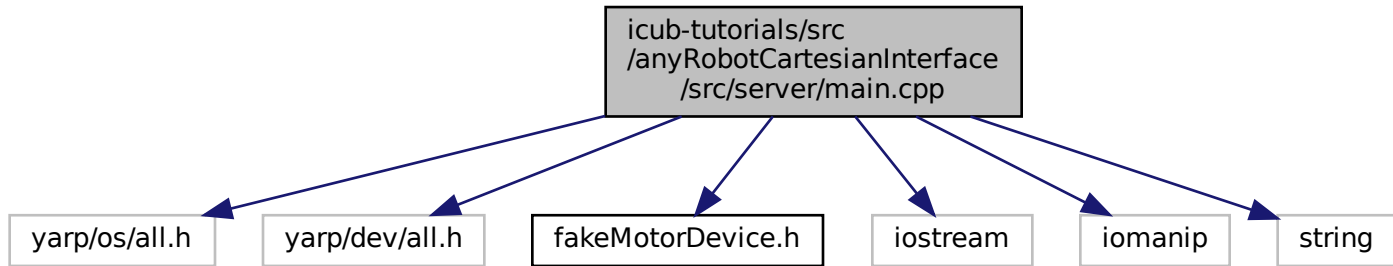 icub-tutorials/src
/anyRobotCartesianInterface
/src/server/main.cpp
yarp/os/all.h
yarp/dev/all.h
fakeMotorDevice.h
iostream
iomanip
string